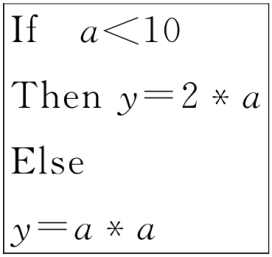 If a<10
Then y=2 * a
Else
y=a * a